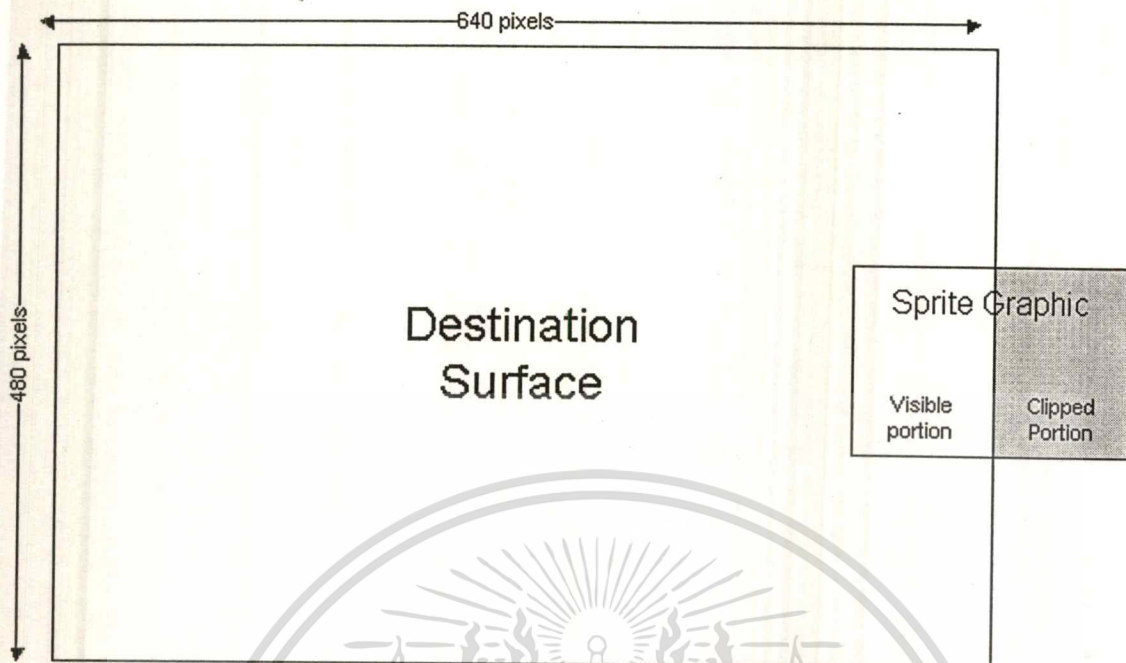 640 pixels
480 pixels
Destination
Surface
Sprite Graphic
Visible
portion
Clipped
Portion